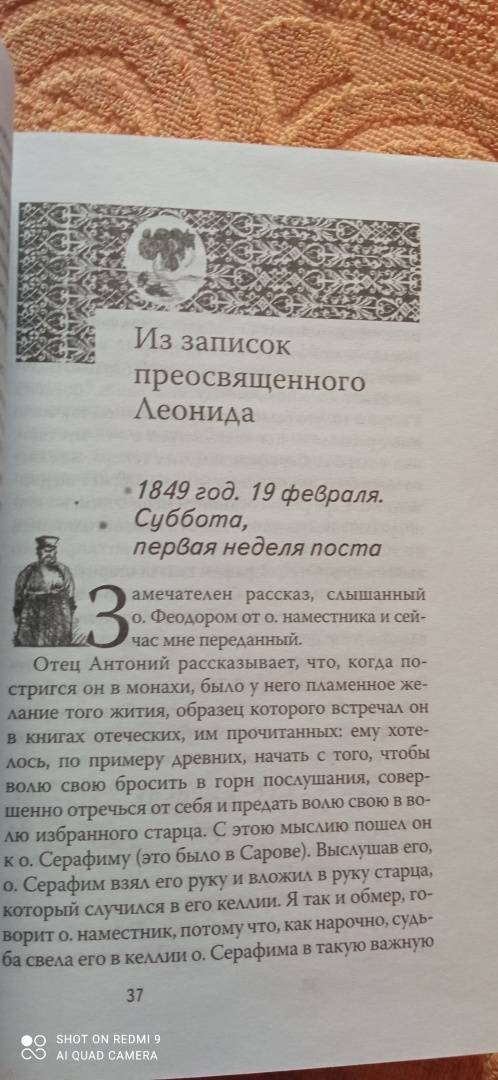 Из записок
преосвященного
Леонида
1849 год. 19 февраля.
Суббота,
первая неделя поста
Замечателен рассказ, слышанный
о. Феодором от о. наместника и сей-
час мне переданный.
Отец Антоний рассказывает, что, когда по-
стригся он в монахи, было у него пламенное же-
лание того жития, образец которого встречал он
в книгах отеческих, им прочитанных: ему хоте-
лось, по примеру древних, начать с того, чтобы
волю свою бросить в горн послушания, совер-
шенно отречься от себя и предать волю свою в во-
лю избранного старца. С этою мыслию пошел он
к о. Серафиму (это было в Сарове). Выслушав его,
о. Серафим взял его руку и вложил в руку старца,
который случился в его келлии. Я так и обмер, го-
ворит о. наместник, потому что, как нарочно, судь-
ба свела его в келлии о. Серафима в такую важную
37
SHOT ON REDMI 9
AI QUAD CAMERA